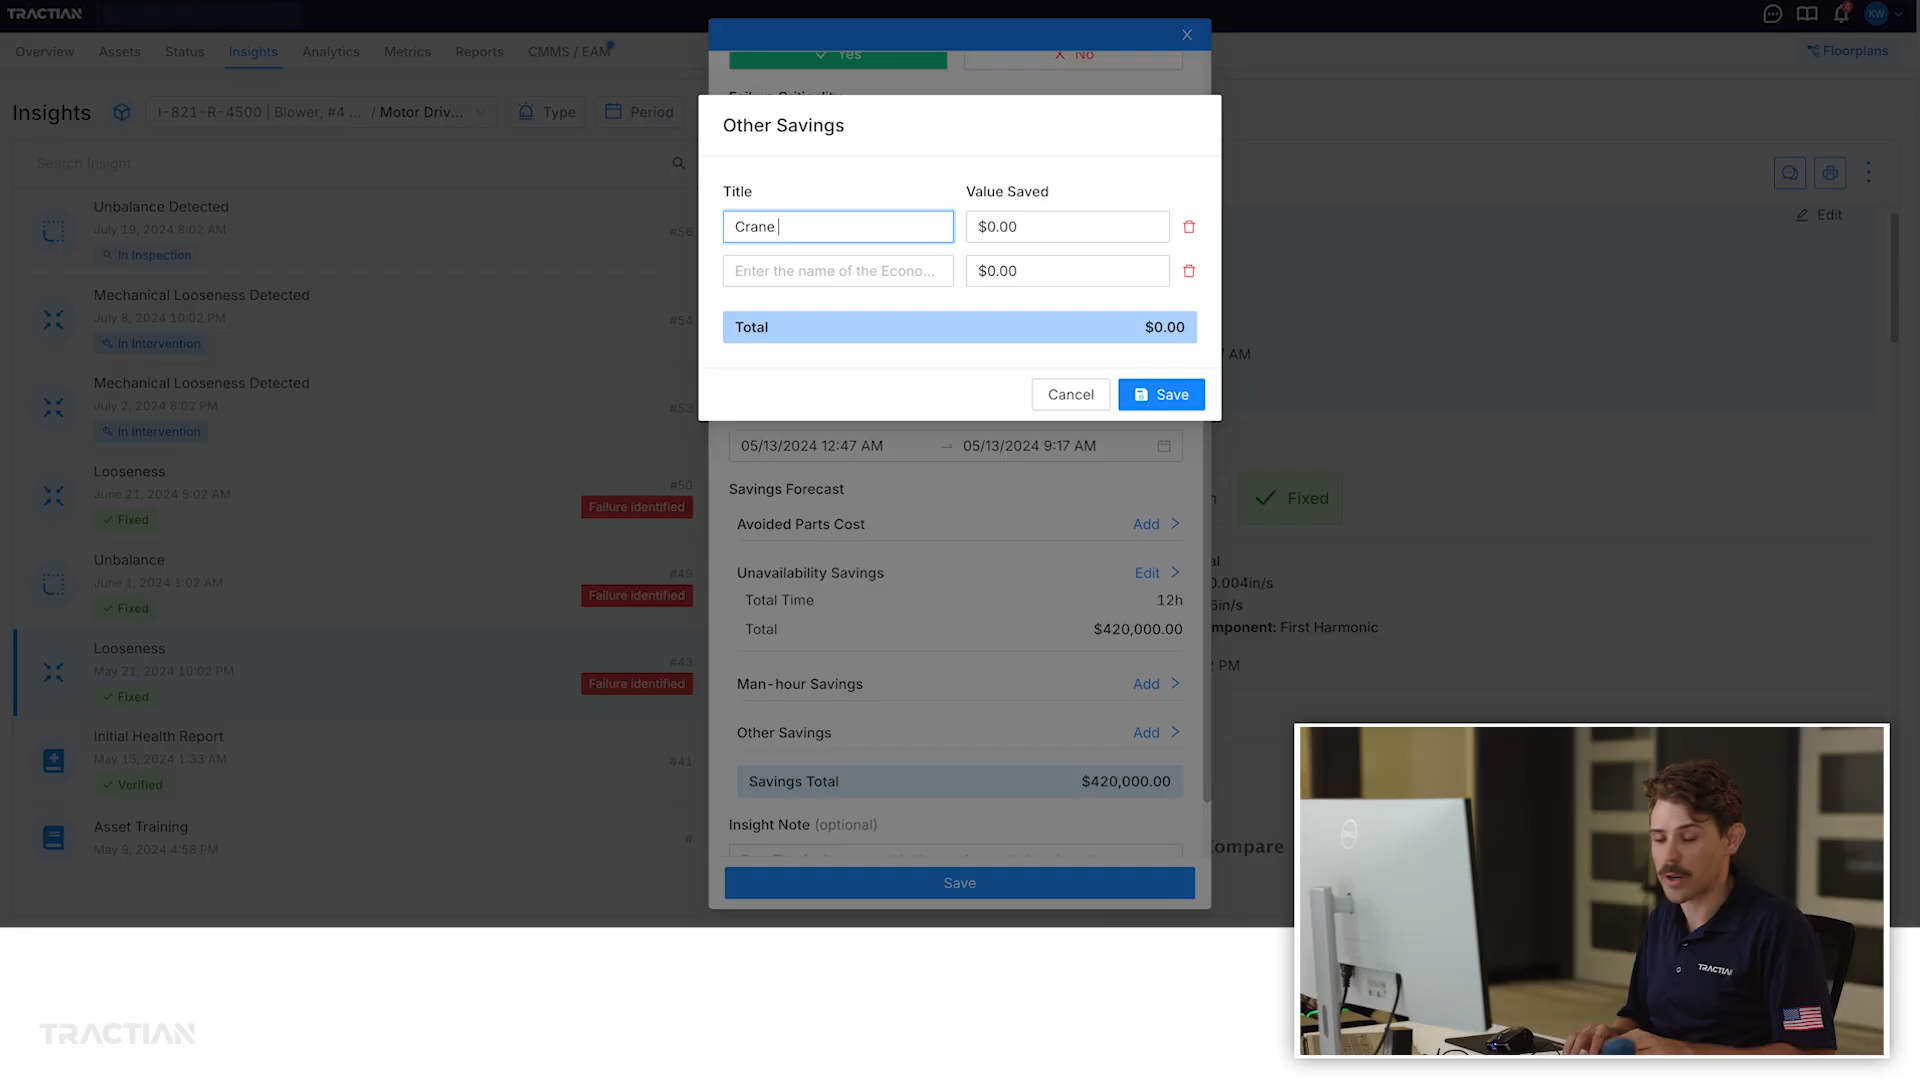 TRACTIAN
KW
Overview
Assets
Status
Insights
Analytics
Metrics
Reports
CMMS / EAM
Floorplans
Insights
I-821-R-4500 | Blower, #4 ... / Motor Driv...
Type
Period
Search Insight
Unbalance Detected
July 19, 2024 8:02 AM
#56
In Inspection
Mechanical Looseness Detected
July 8, 2024 10:02 PM
#54
In Intervention
Mechanical Looseness Detected
July 2, 2024 8:02 PM
#53
In Intervention
Looseness
June 21, 2024 5:02 AM
#50
Failure identified
Fixed
Unbalance
June 1, 2024 1:02 AM
#49
Failure identified
Fixed
Looseness
May 21, 2024 10:02 PM
#43
Failure identified
Fixed
Initial Health Report
May 15, 2024 1:33 AM
#41
Verified
Asset Training
May 9, 2024 4:58 PM
#
Yes
No
Other Savings
Title
Value Saved
Crane
$0.00
Enter the name of the Econo...
$0.00
Total
$0.00
Cancel
Save
05/13/2024 12:47 AM
05/13/2024 9:17 AM
Savings Forecast
Avoided Parts Cost
Add
Unavailability Savings
Edit
Total Time
12h
Total
$420,000.00
Man-hour Savings
Add
Other Savings
Add
Savings Total
$420,000.00
Insight Note (optional)
Save
Edit
AM
Fixed
0.004in/s
6in/s
mponent: First Harmonic
PM
Compare
TRACTIAN
TRACTIAN